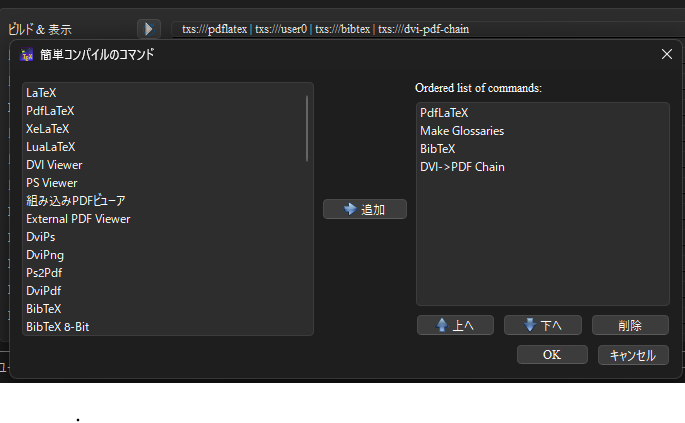 ビルド & 表示
txs:///pdflatex | txs:///user0 | txs:///bibtex | txs:///dvi-pdf-chain
簡単コンパイルのコマンド
LaTeX
PdfLaTeX
XeLaTeX
LuaLaTeX
DVI Viewer
PS Viewer
組み込みPDFビューア
External PDF Viewer
DviPs
DviPng
Ps2Pdf
DviPdf
BibTeX
BibTeX 8-Bit
追加
Ordered list of commands:
PdfLaTeX
Make Glossaries
BibTeX
DVI->PDF Chain
上へ
下へ
削除
OK
キャンセル